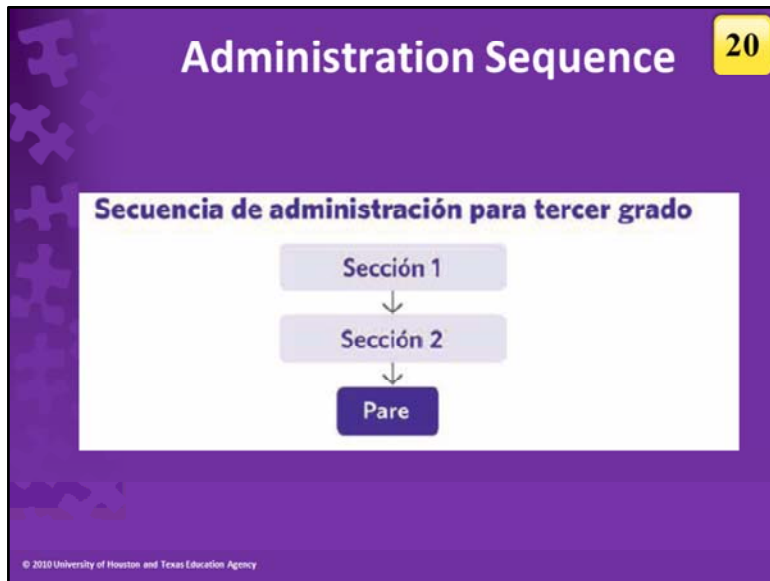 Administration Sequence
20
Secuencia de administración para tercer grado
Sección 1
Sección 2
Pare
© 2010 University of Houston and Texas Education Agency